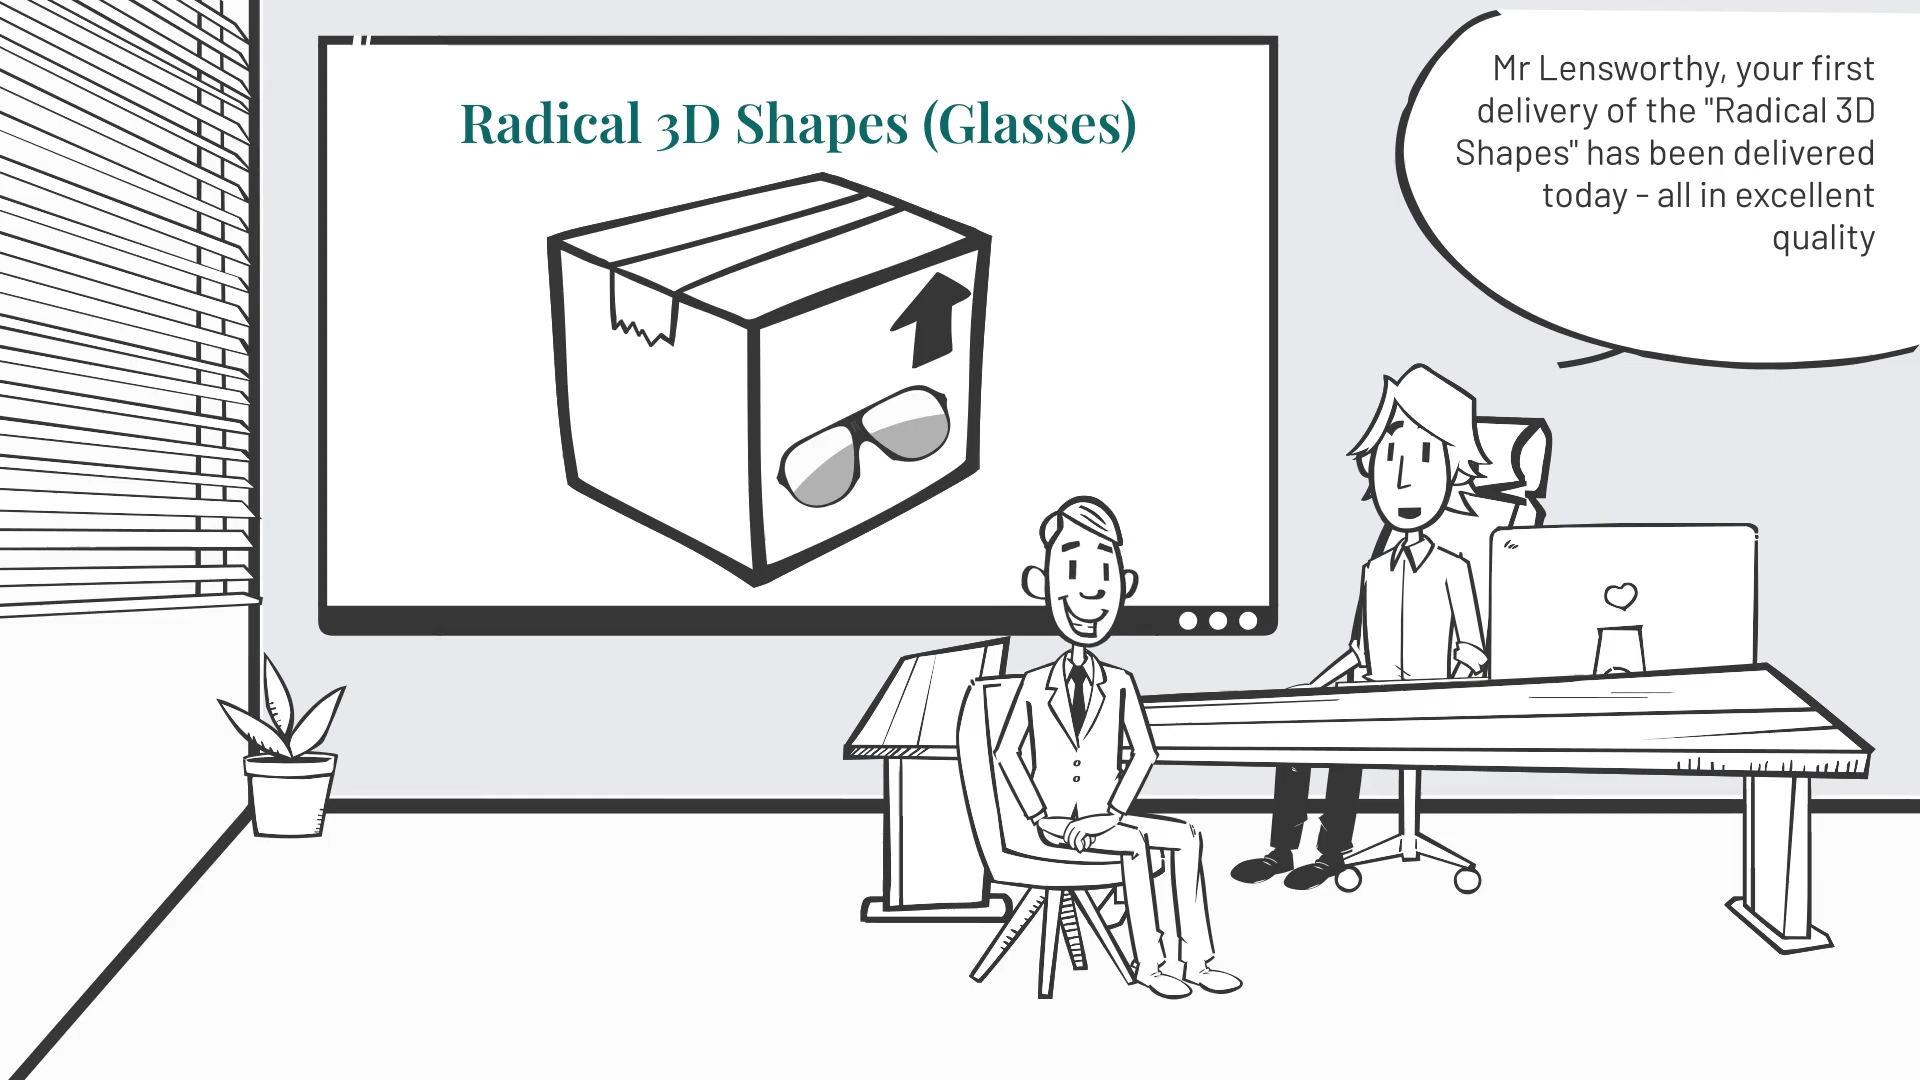 Radical 3D Shapes (Glasses)
Mr Lensworthy, your first
delivery of the "Radical 3D
Shapes" has been delivered
today - all in excellent
quality